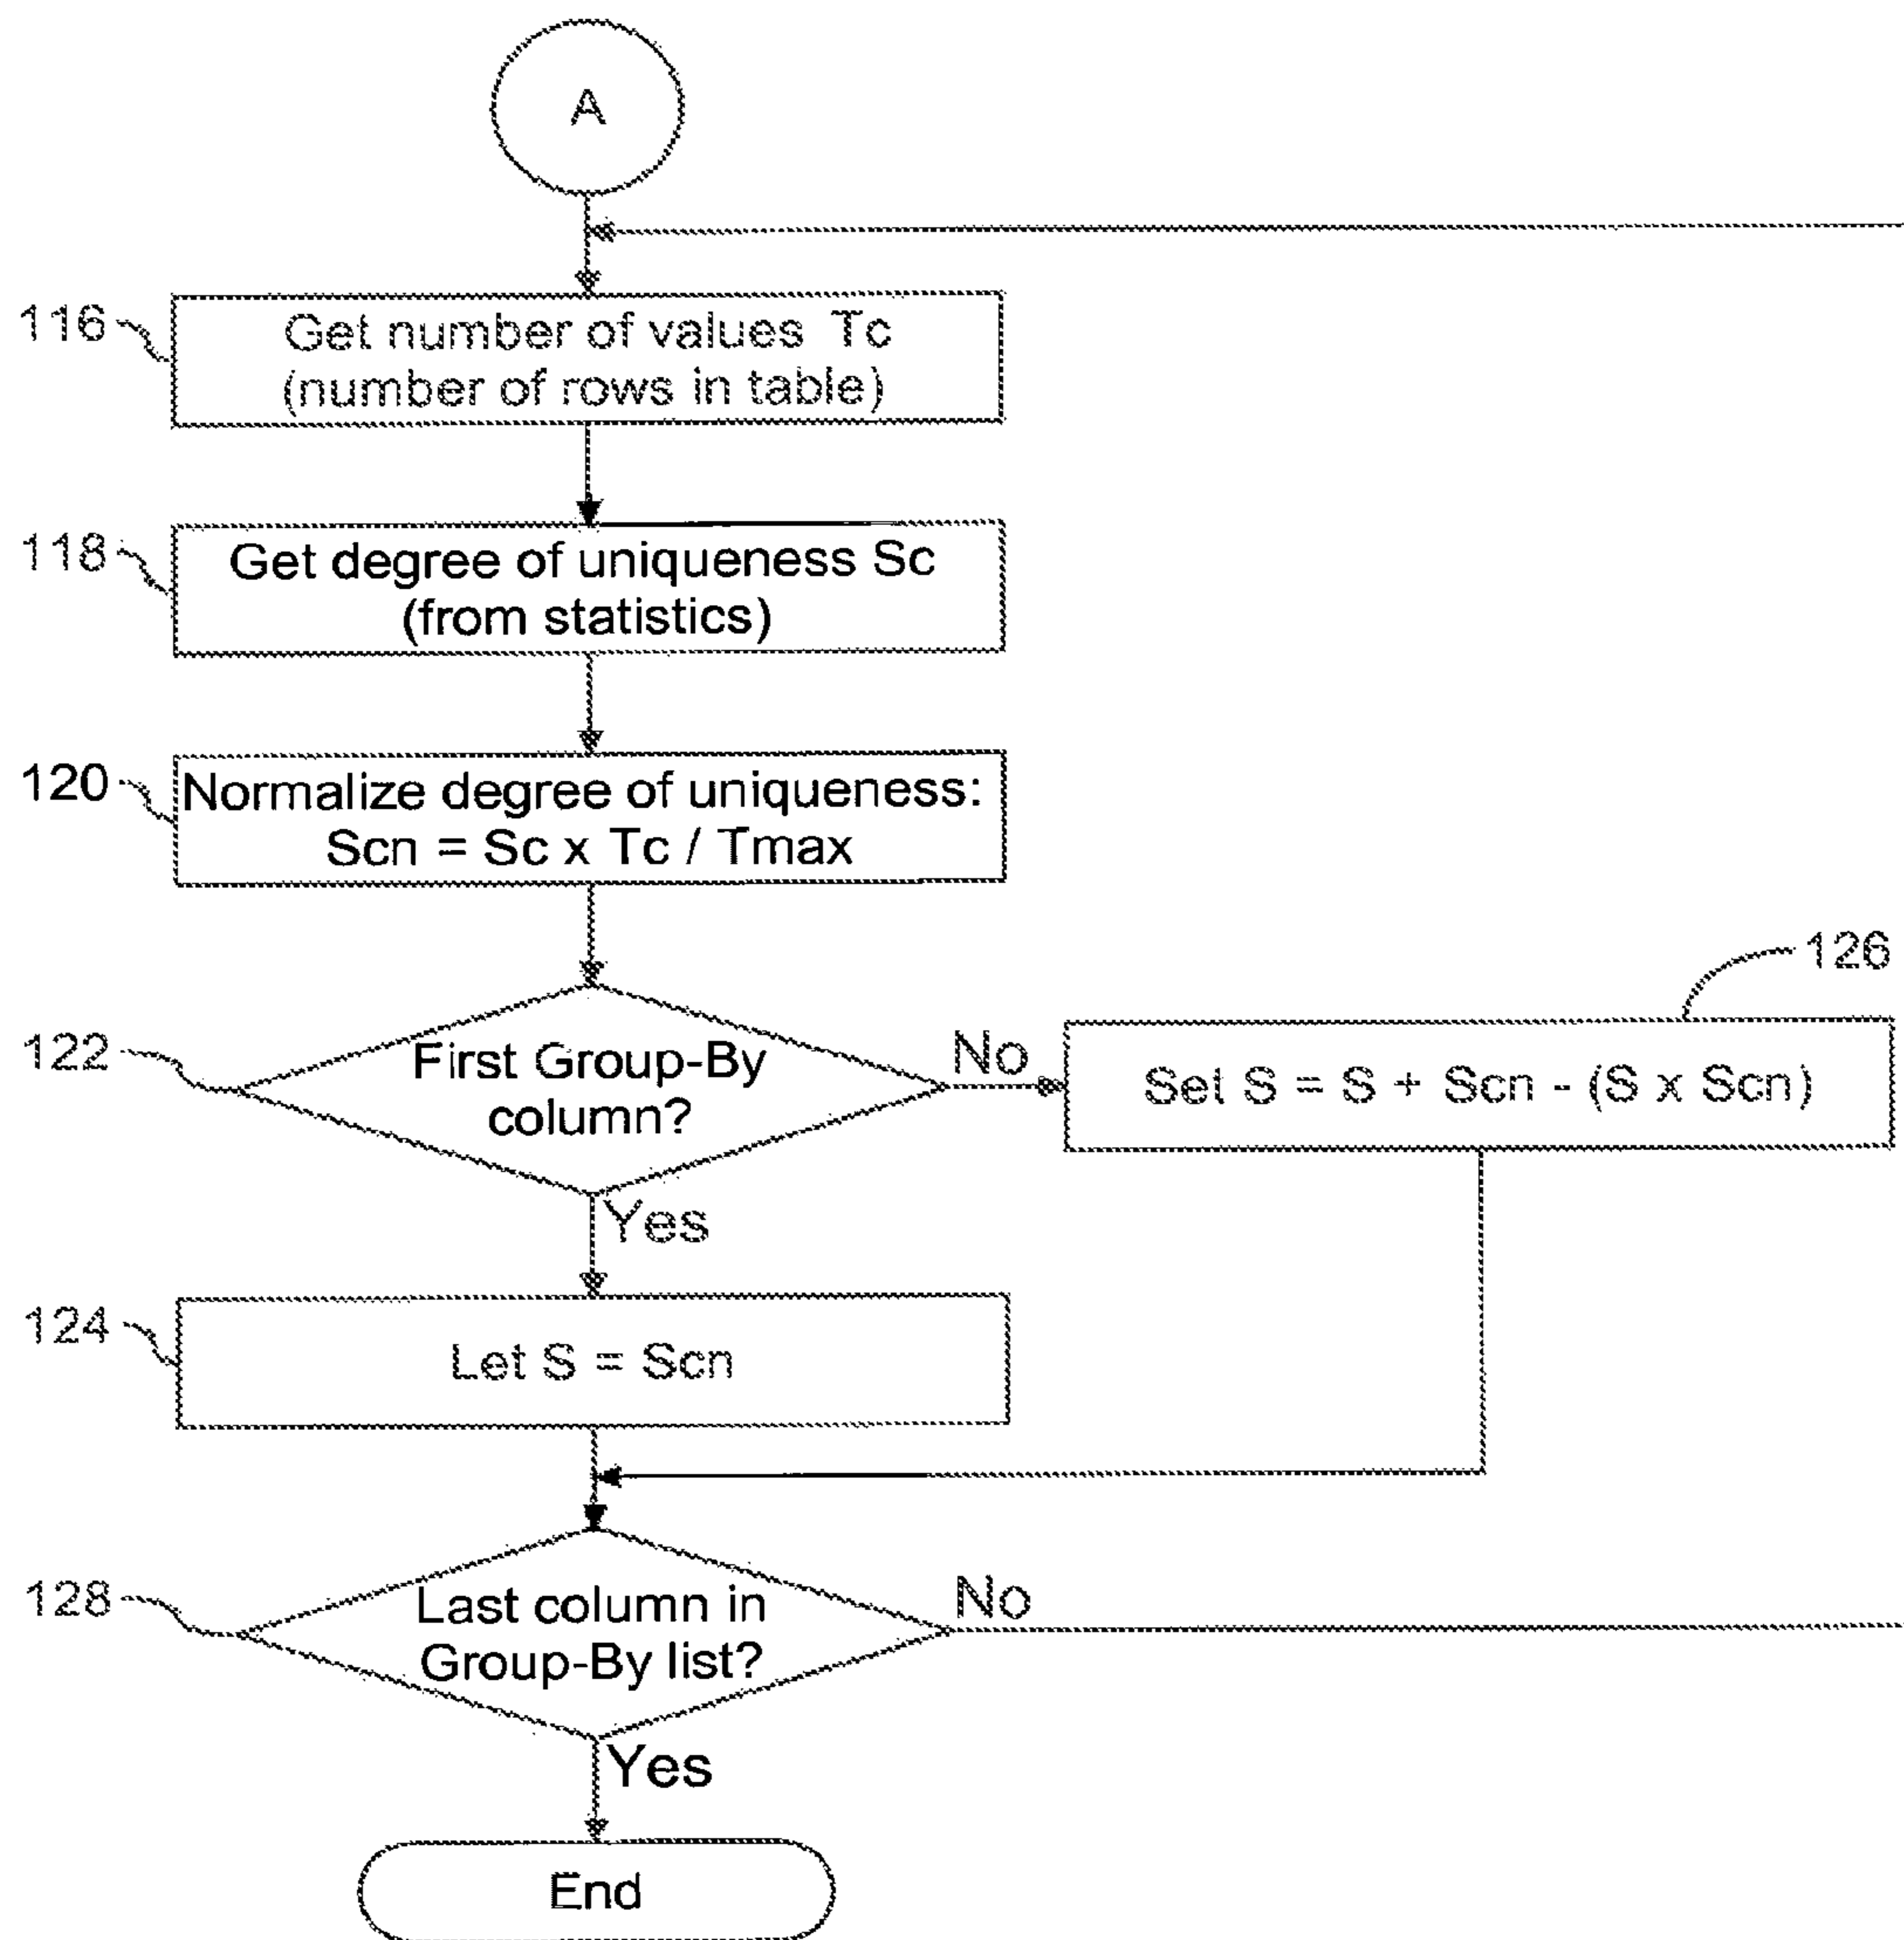 A
116
Get number of values Tc
(number of rows in table)
118
Get degree of uniqueness Sc
(from statistics)
120
Normalize degree of uniqueness:
Scn = Sc x Tc / Tmax
122
First Group-By
column?
No
126
Set S = S + Scn - (S x Scn)
Yes
124
Let S = Scn
128
Last column in
Group-By list?
No
Yes
End